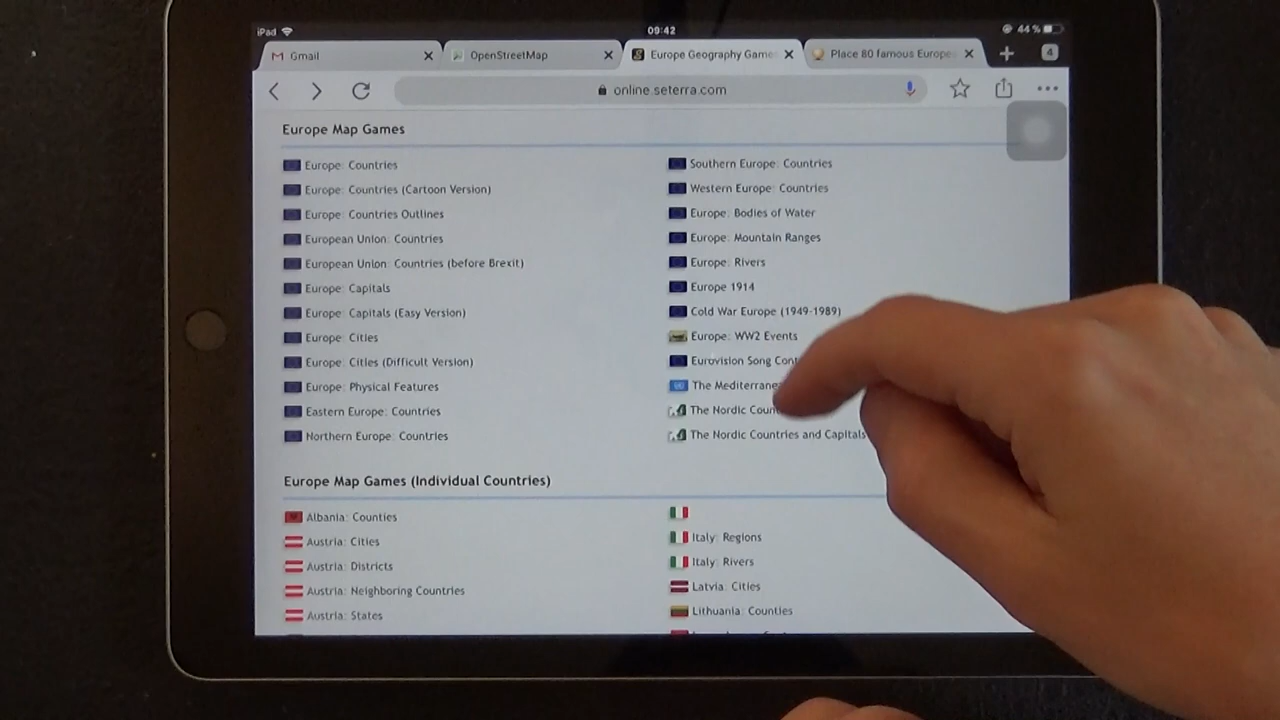 iPad 09:42 44%
Gmail OpenStreetMap Europe Geography Game Place 80 famous Europe 4
online.seterra.com
Europe Map Games
Europe: Countries
Europe: Countries (Cartoon Version)
Europe: Countries Outlines
European Union: Countries
European Union: Countries (before Brexit)
Europe: Capitals
Europe: Capitals (Easy Version)
Europe: Cities
Europe: Cities (Difficult Version)
Europe: Physical Features
Eastern Europe: Countries
Northern Europe: Countries
Southern Europe: Countries
Western Europe: Countries
Europe: Bodies of Water
Europe: Mountain Ranges
Europe: Rivers
Europe 1914
Cold War Europe (1949-1989)
Europe: WW2 Events
Eurovision Song Cont
The Mediterranea
The Nordic Coun
The Nordic Countries and Capitals
Europe Map Games (Individual Countries)
Albania: Counties
Austria: Cities
Austria: Districts
Austria: Neighboring Countries
Austria: States
Italy: Regions
Italy: Rivers
Latvia: Cities
Lithuania: Counties